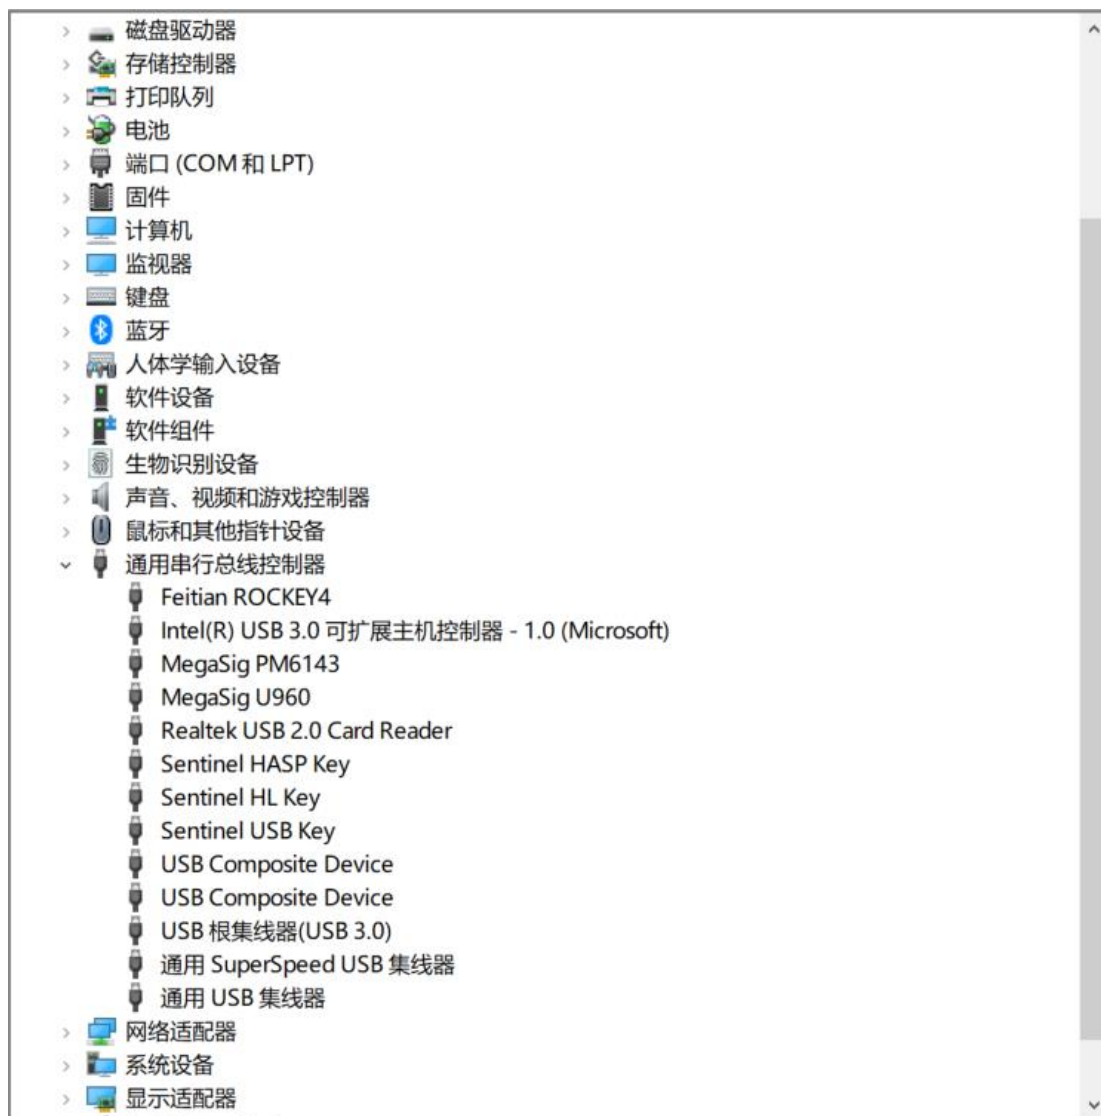 磁盘驱动器
存储控制器
打印队列
电池
端口 (COM 和 LPT)
固件
计算机
监视器
键盘
蓝牙
人体学输入设备
软件设备
软件组件
生物识别设备
声音、视频和游戏控制器
鼠标和其他指针设备
通用串行总线控制器
Feitian ROCKEY4
Intel(R) USB 3.0 可扩展主机控制器 - 1.0 (Microsoft)
MegaSig PM6143
MegaSig U960
Realtek USB 2.0 Card Reader
Sentinel HASP Key
Sentinel HL Key
Sentinel USB Key
USB Composite Device
USB Composite Device
USB 根集线器(USB 3.0)
通用 SuperSpeed USB 集线器
通用 USB 集线器
网络适配器
系统设备
显示适配器